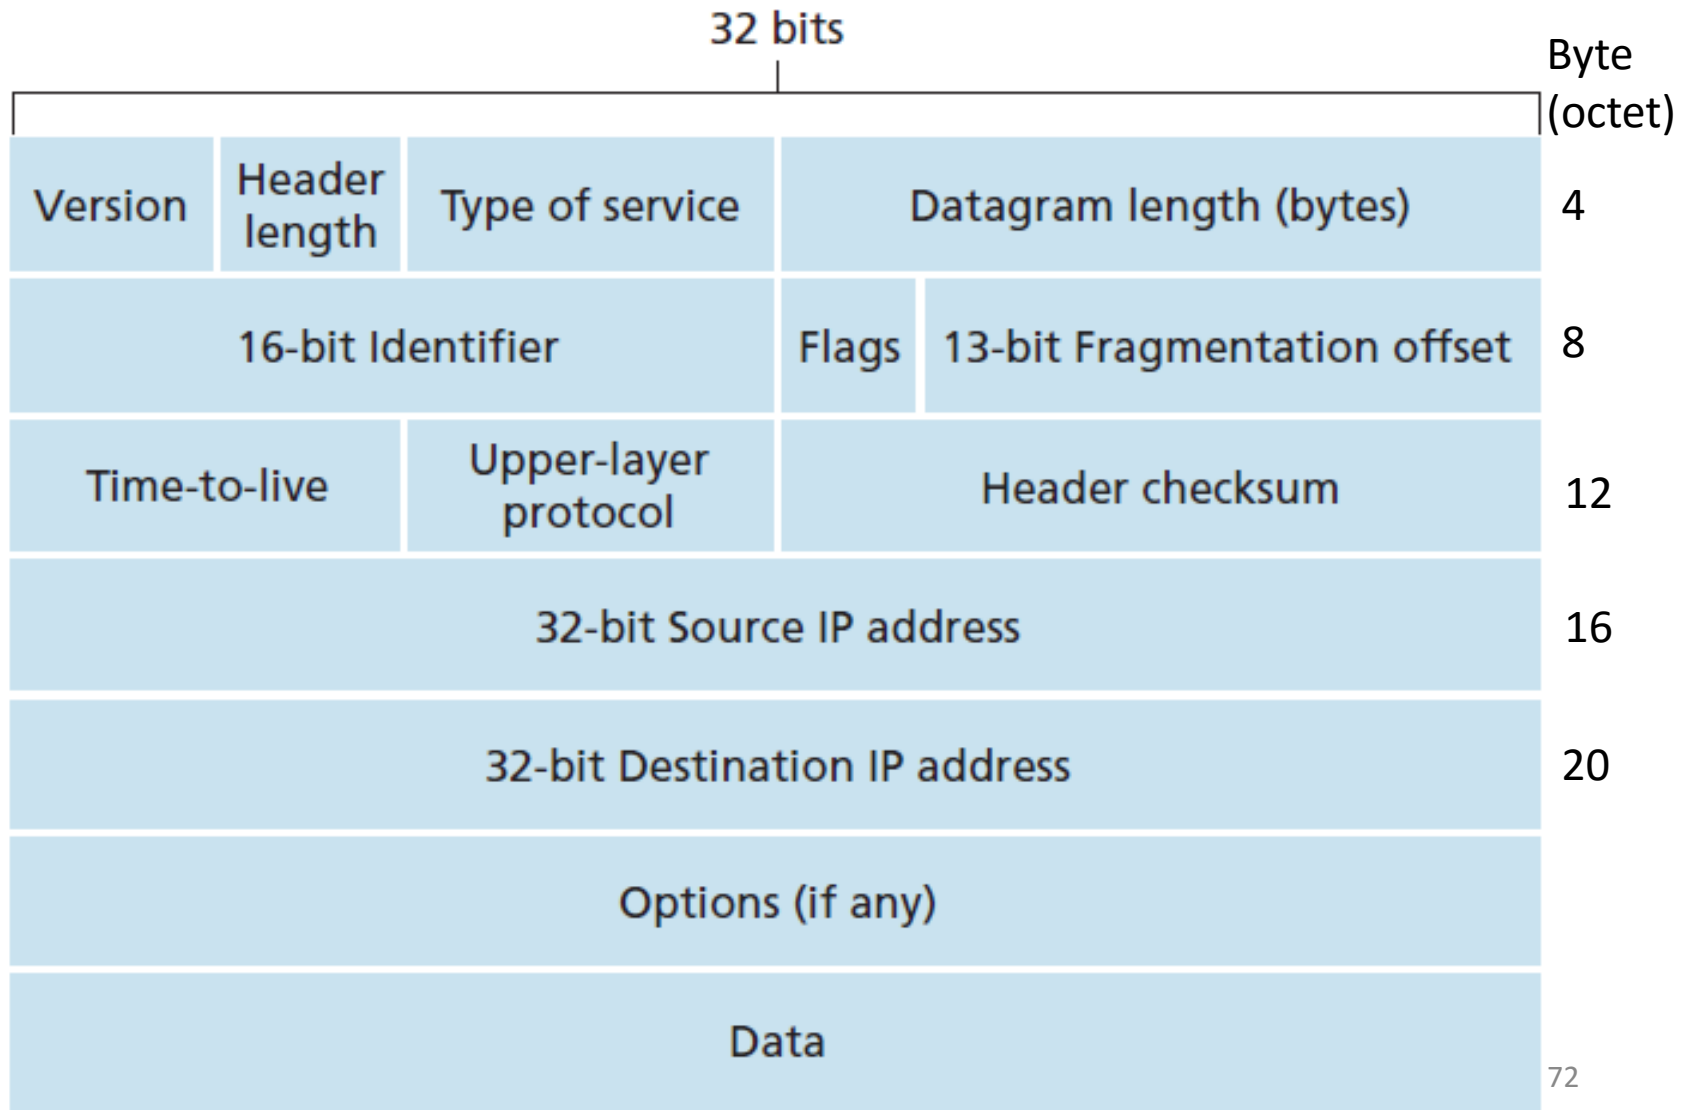 32 bits
Byte
(octet)
Version
Header
length
Type of service
Datagram length (bytes)
4
16-bit Identifier
Flags
13-bit Fragmentation offset
8
Time-to-live
Upper-layer
protocol
Header checksum
12
32-bit Source IP address
16
32-bit Destination IP address
20
Options (if any)
Data
72